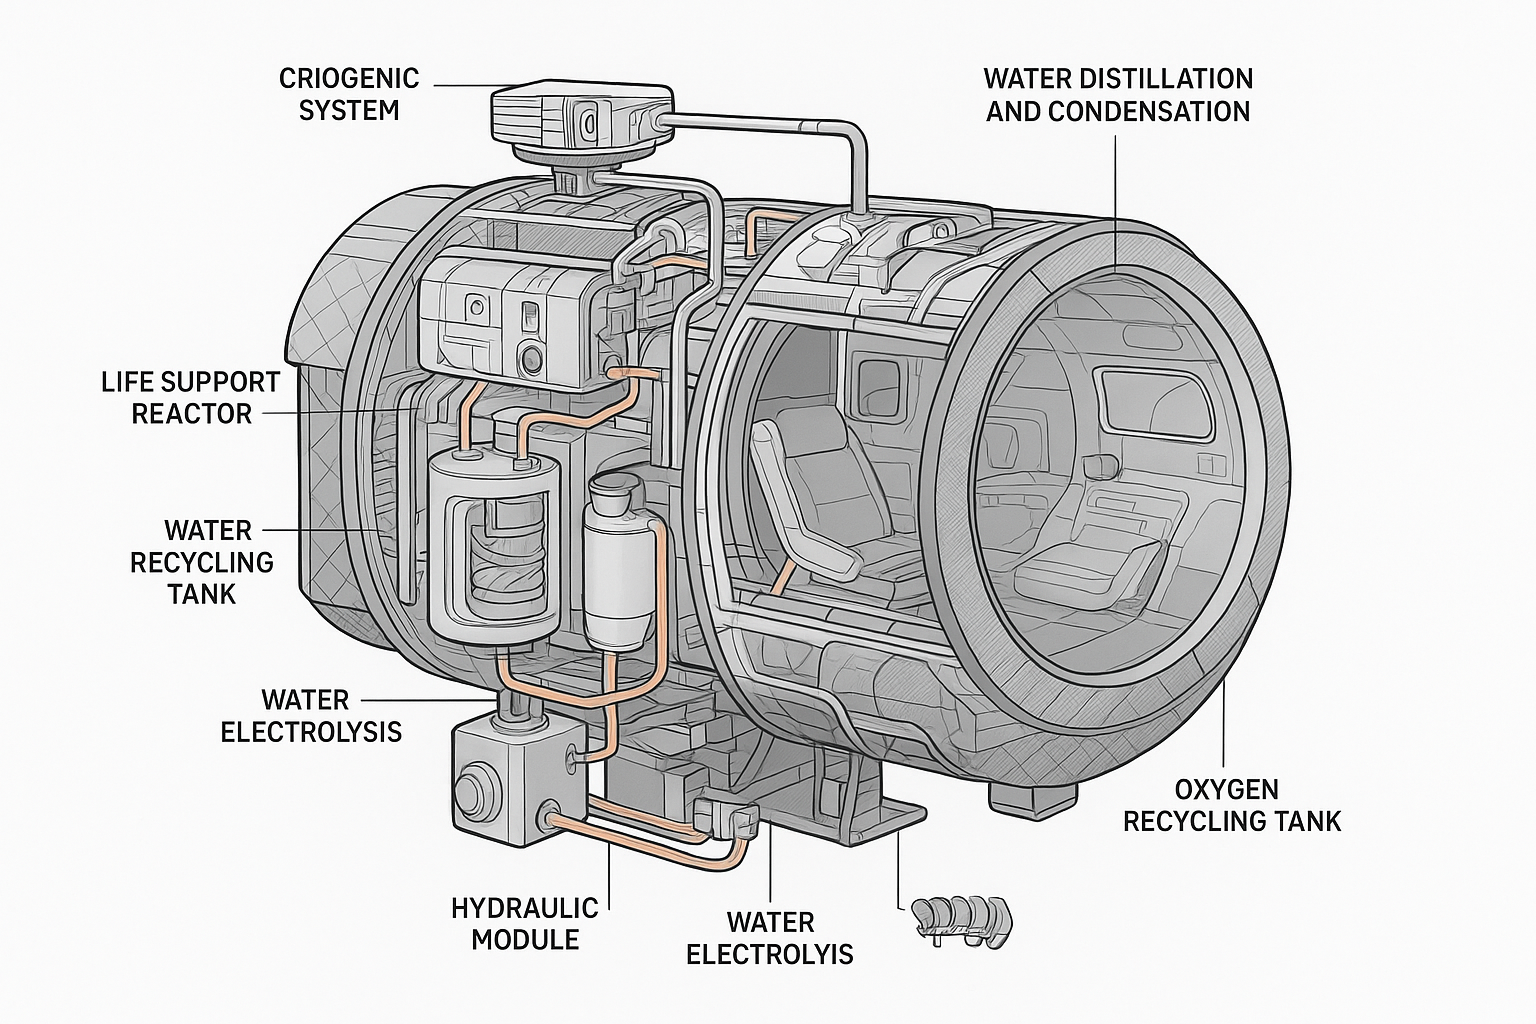 CRIOGENIC
SYSTEM
WATER DISTILLATION
AND CONDENSATION
LIFE SUPPORT
REACTOR
WATER
RECYCLING
TANK
WATER
ELECTROLYSIS
OXYGEN
RECYCLING TANK
HYDRAULIC
MODULE
WATER
ELECTROLYIS